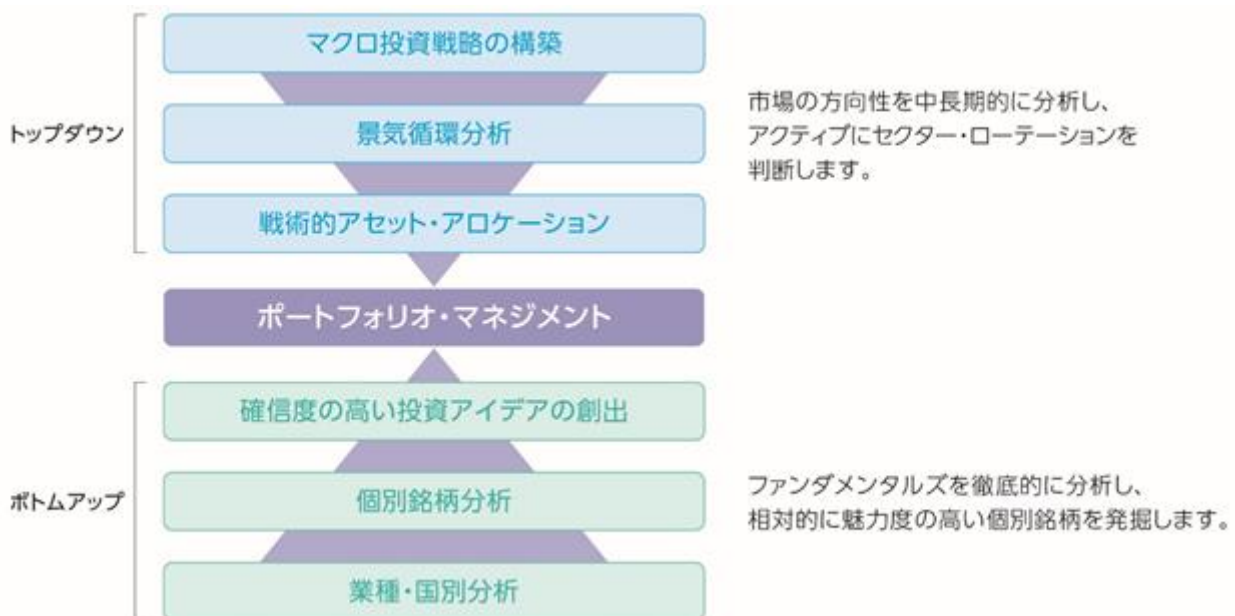 マクロ投資戦略の構築
トップダウン
景気循環分析
戦術的アセット・アロケーション
市場の方向性を中長期的に分析し、
アクティブにセクター・ローテーションを
判断します。
ポートフォリオ・マネジメント
確信度の高い投資アイデアの創出
ボトムアップ
個別銘柄分析
業種・国別分析
ファンダメンタルズを徹底的に分析し、
相対的に魅力度の高い個別銘柄を発掘します。